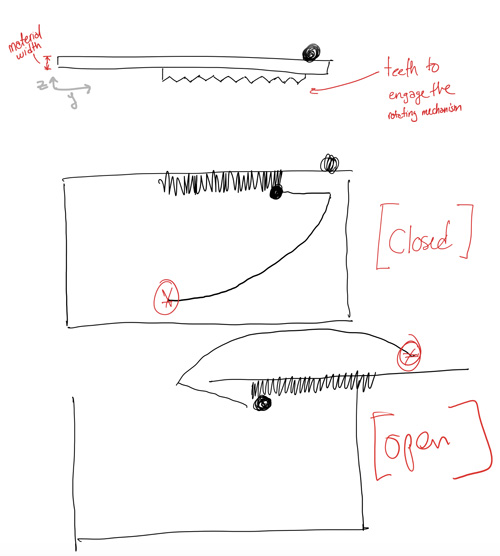 material
width
z
y
teeth to
engage the
rotating mechanism
[Closed]
[open]